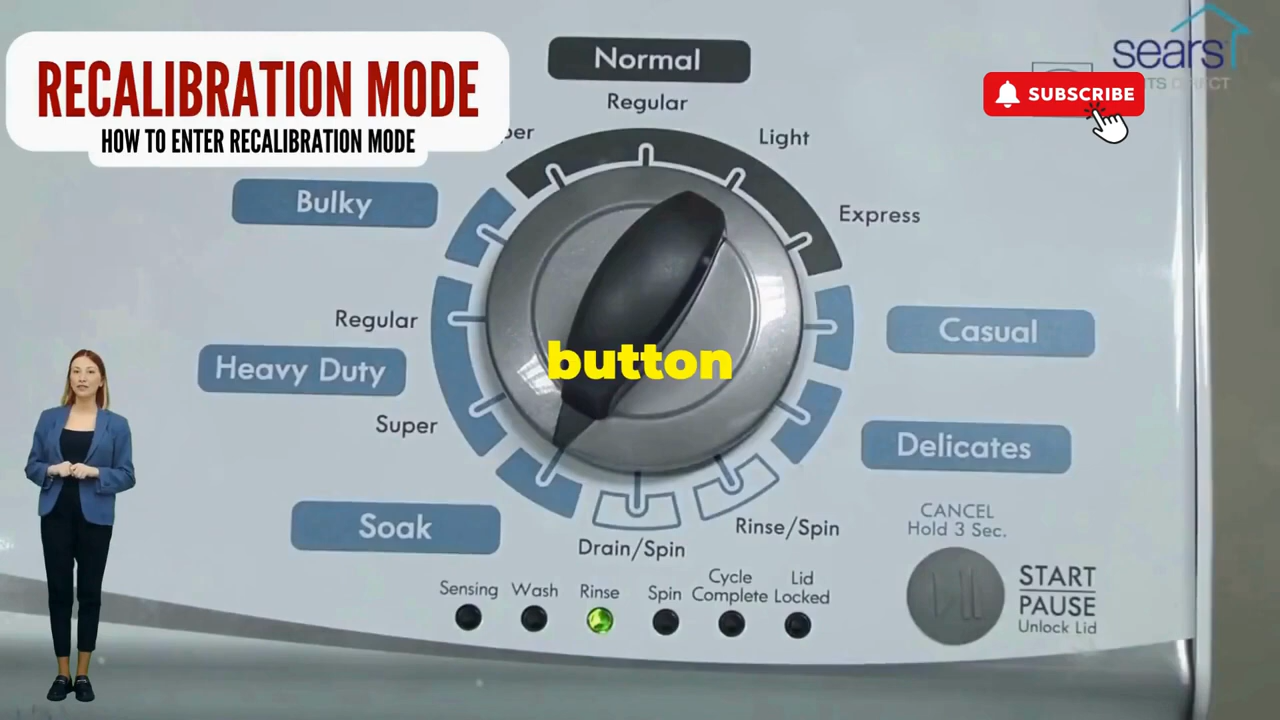 RECALIBRATION MODE
HOW TO ENTER RECALIBRATION MODE
sears
DIRECT
SUBSCRIBE
Normal
Regular
Light
Express
Bulky
Regular
Heavy Duty
Super
Soak
button
Casual
Delicates
Rinse/Spin
Drain/Spin
CANCEL
Hold 3 Sec.
START
PAUSE
Unlock Lid
Sensing
Wash
Rinse
Spin
Cycle Complete
Lid Locked